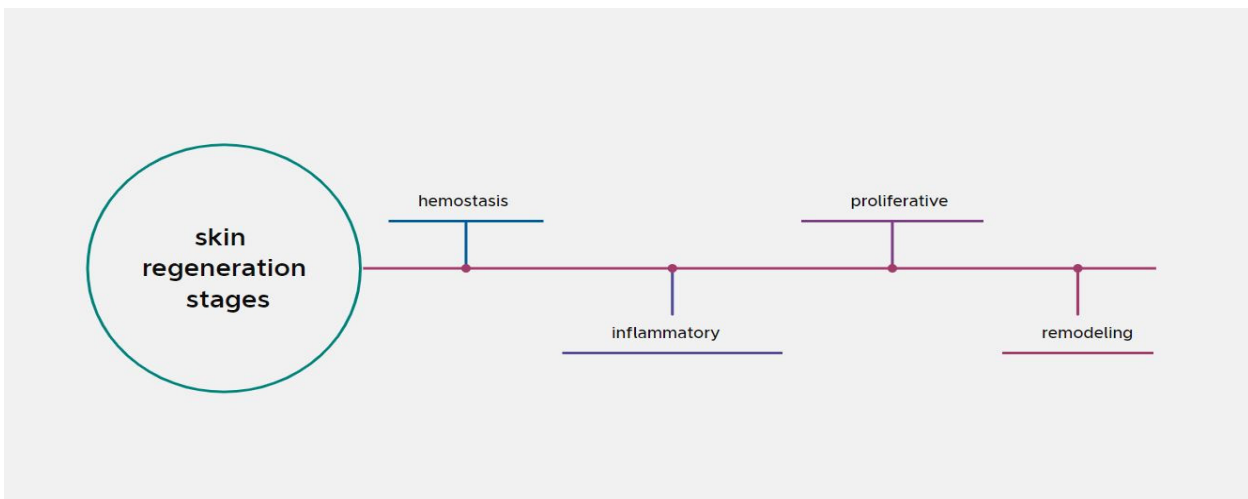 skin
regeneration
stages
hemostasis
inflammatory
proliferative
remodeling